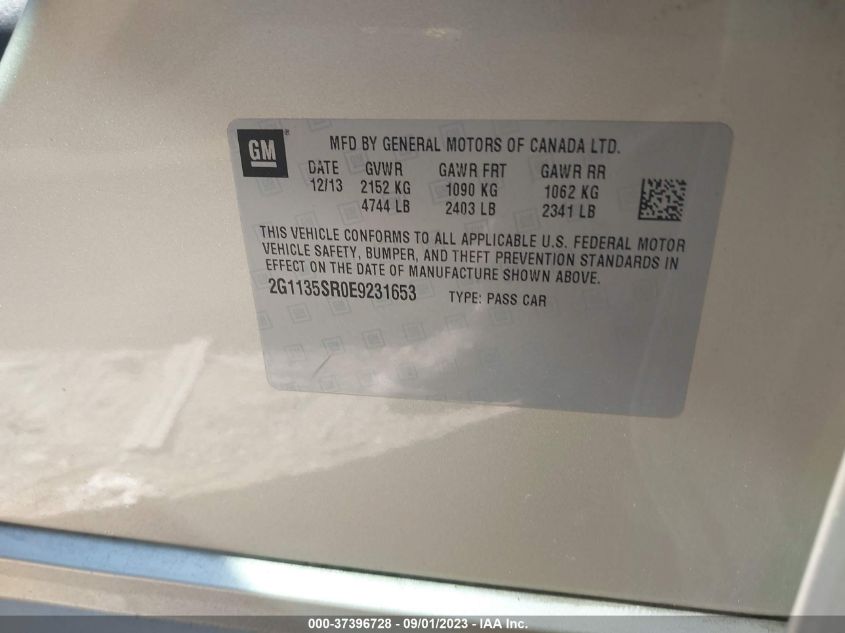 GM
MFD BY GENERAL MOTORS OF CANADA LTD.
DATE GVWR GAWR FRT GAWR RR
12/13 2152 KG 1090 KG 1062 KG
4744 LB 2403 LB 2341 LB
THIS VEHICLE CONFORMS TO ALL APPLICABLE U.S. FEDERAL MOTOR
VEHICLE SAFETY, BUMPER, AND THEFT PREVENTION STANDARDS IN
EFFECT ON THE DATE OF MANUFACTURE SHOWN ABOVE.
2G1135SR0E9231653 TYPE: PASS CAR
000-37396728 - 09/01/2023 - IAA Inc.